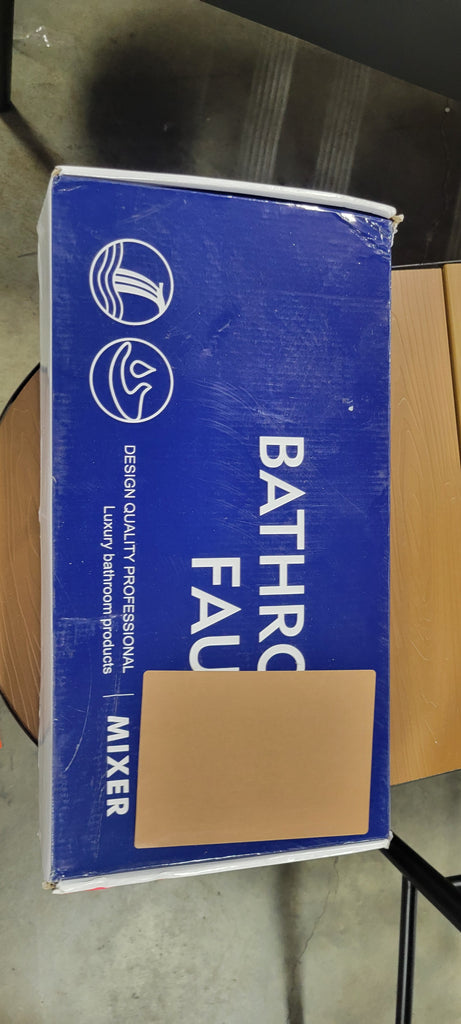 BATHRO
FAU
DESIGN QUALITY PROFESSIONAL
Luxury bathroom products
MIXER